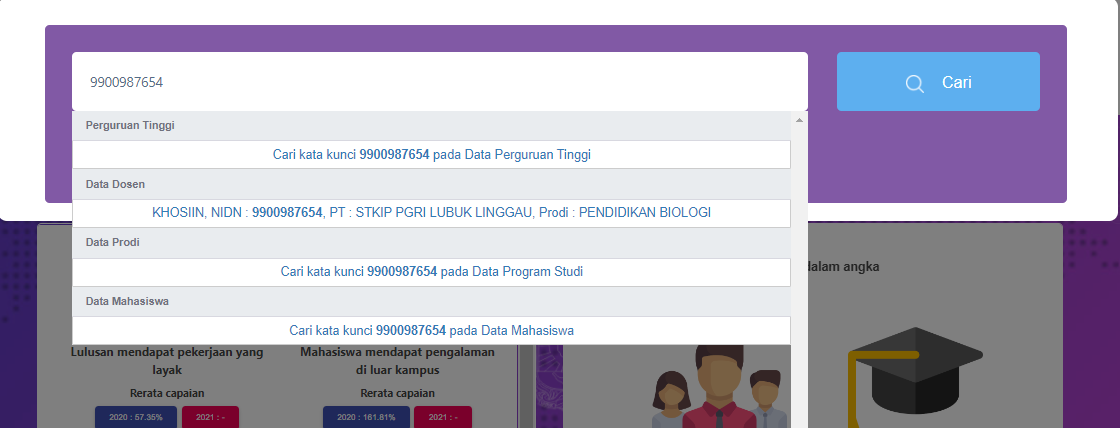 9900987654
Cari
Perguruan Tinggi
Cari kata kunci 9900987654 pada Data Perguruan Tinggi
Data Dosen
KHOSIIN, NIDN : 9900987654, PT : STKIP PGRI LUBUK LINGGAU, Prodi : PENDIDIKAN BIOLOGI
Data Prodi
Cari kata kunci 9900987654 pada Data Program Studi
Data Mahasiswa
Cari kata kunci 9900987654 pada Data Mahasiswa
dalam angka
Lulusan mendapat pekerjaan yang
layak
Rerata capaian
2020 : 57.35%
2021 : -
Mahasiswa mendapat pengalaman
di luar kampus
Rerata capaian
2020 : 161.81%
2021 : -